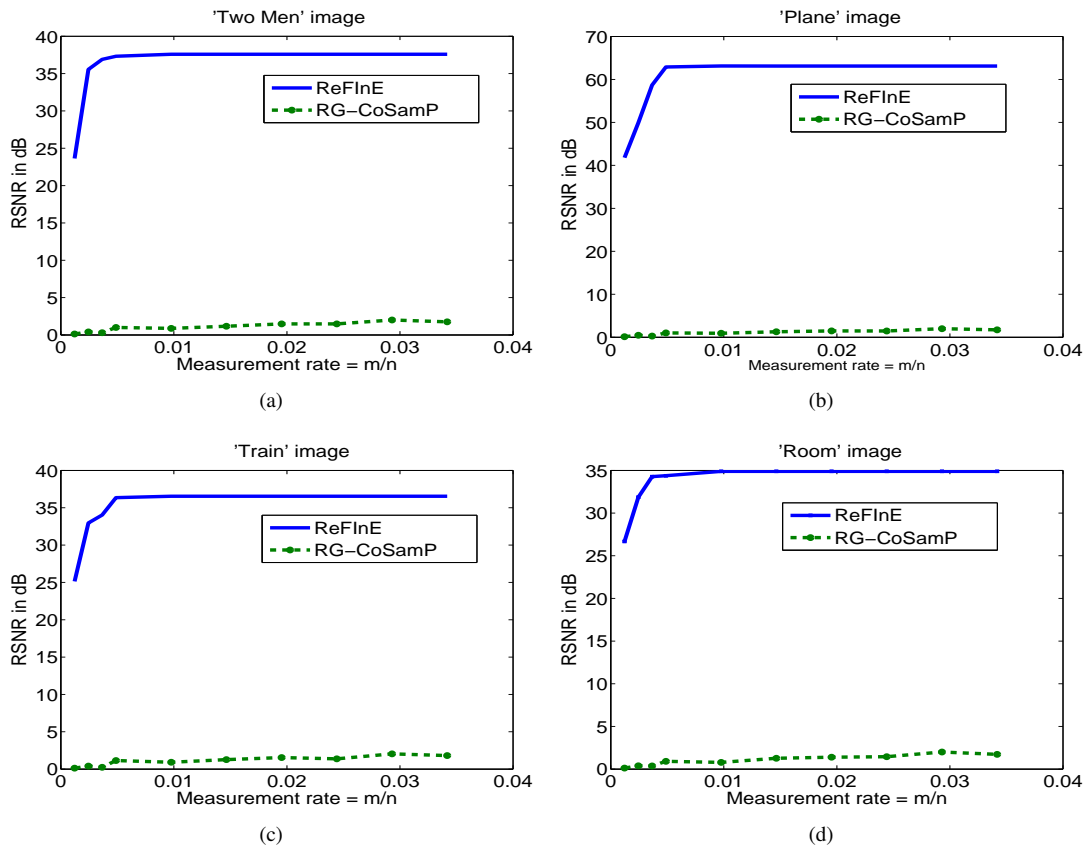 'Two Men' image
40
35
30
25
20
15
10
5
0
RSNR in dB
ReFInE
RG-CoSamP
0 0.01 0.02 0.03 0.04
Measurement rate = m/n
(a)
'Plane' image
70
60
50
40
30
20
10
0
RSNR in dB
ReFInE
RG-CoSamP
0 0.01 0.02 0.03 0.04
Measurement rate = m/n
(b)
'Train' image
40
35
30
25
20
15
10
5
0
RSNR in dB
ReFInE
RG-CoSamP
0 0.01 0.02 0.03 0.04
Measurement rate = m/n
(c)
'Room' image
35
30
25
20
15
10
5
0
RSNR in dB
ReFInE
RG-CoSamP
0 0.01 0.02 0.03 0.04
Measurement rate = m/n
(d)